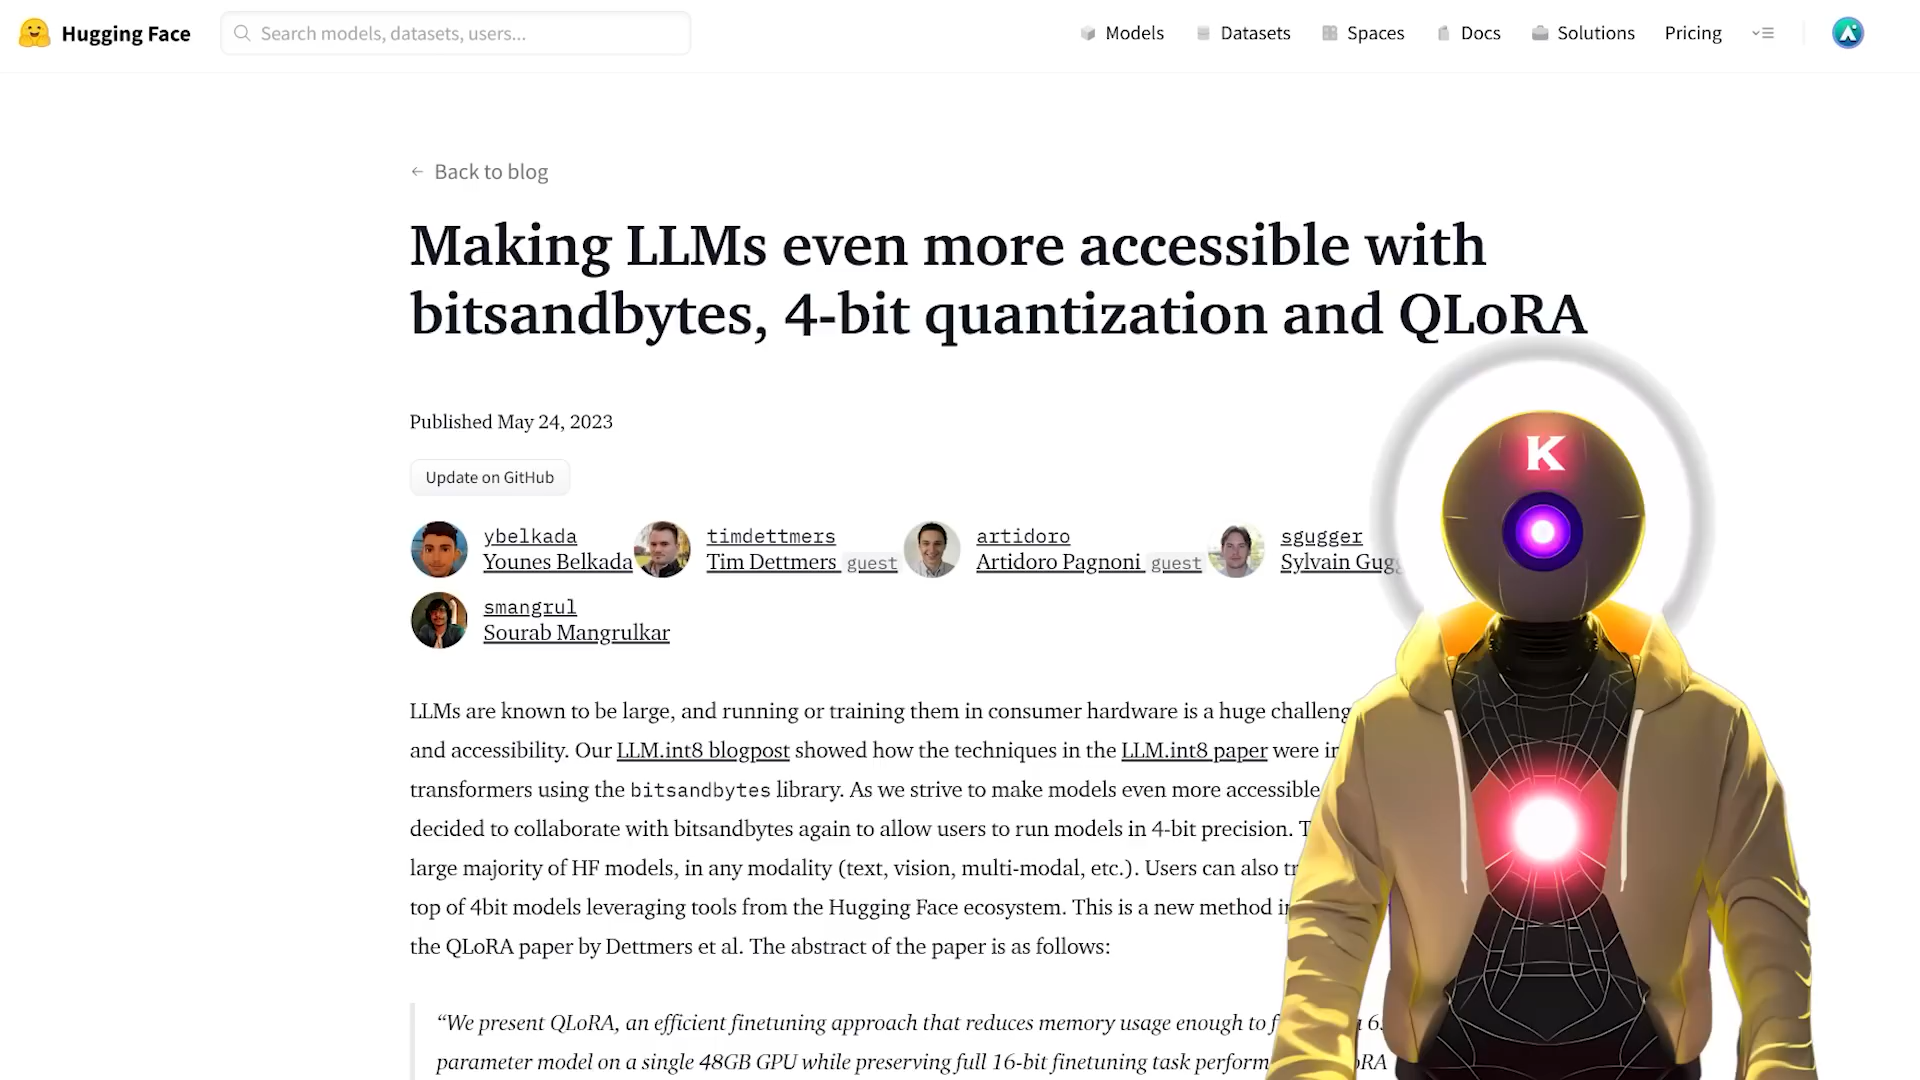 Hugging Face
Search models, datasets, users...
Models
Datasets
Spaces
Docs
Solutions
Pricing
Back to blog
Making LLMs even more accessible with
bitsandbytes, 4-bit quantization and QLoRA
Published May 24, 2023
Update on GitHub
ybelkada
Younes Belkada
timdettmers
Tim Dettmers guest
artidoro
Artidoro Pagnoni guest
sgugger
Sylvain
smangrul
Sourab Mangrulkar
K
LLMs are known to be large, and running or training them in consumer hardware is a huge
and accessibility. Our LLM.int8 blogpost showed how the techniques in the LLM.int8 paper were
transformers using the bitsandbytes library. As we strive to make models even more accessible
decided to collaborate with bitsandbytes again to allow users to run models in 4-bit precision.
large majority of HF models, in any modality (text, vision, multi-modal, etc.). Users can also
top of 4bit models leveraging tools from the Hugging Face ecosystem. This is a new method
the QLoRA paper by Dettmers et al. The abstract of the paper is as follows:
“We present QLoRA, an efficient finetuning approach that reduces memory usage enough to
parameter model on a single 48GB GPU while preserving full 16-bit finetuning task